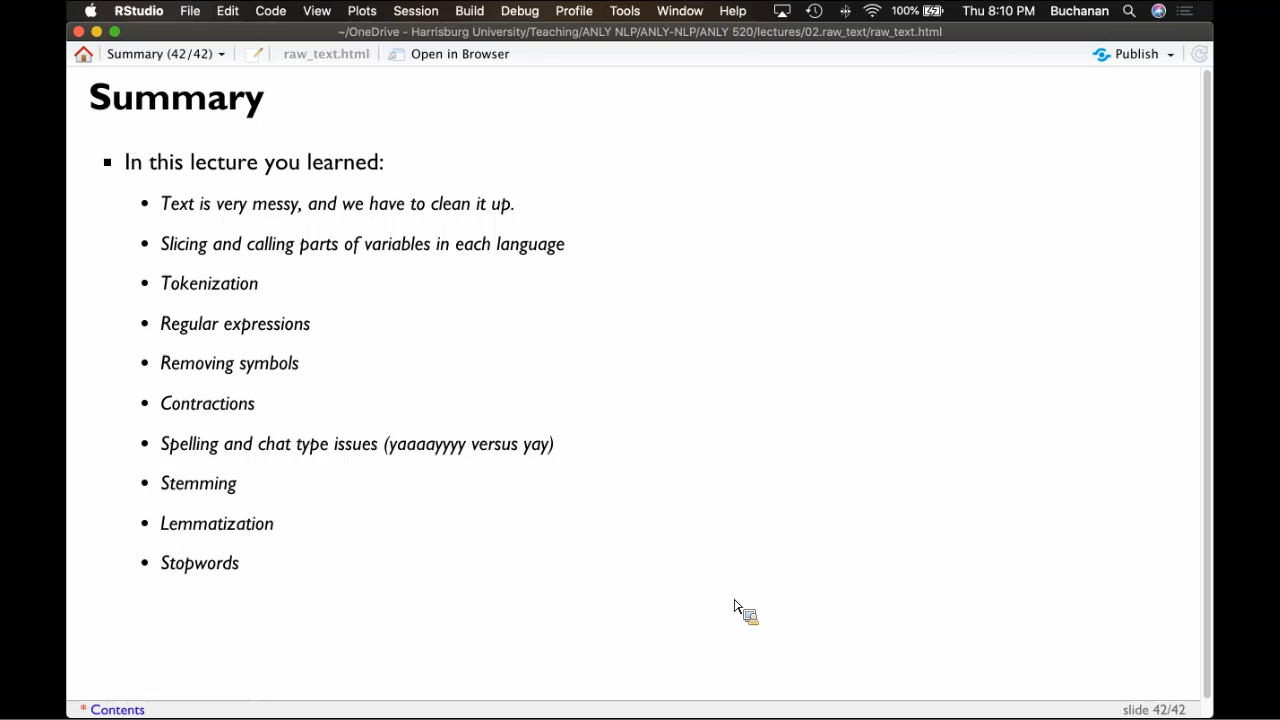 RStudio File Edit Code View Plots Session Build Debug Profile Tools Window Help 100% Thu 8:10 PM Buchanan
~/OneDrive - Harrisburg University/Teaching/ANLY NLP/ANLY-NLP/ANLY 520/lectures/02.raw_text/raw_text.html
Summary (42/42) raw_text.html Open in Browser Publish
Summary
In this lecture you learned:
Text is very messy, and we have to clean it up.
Slicing and calling parts of variables in each language
Tokenization
Regular expressions
Removing symbols
Contractions
Spelling and chat type issues (yaaaayyyy versus yay)
Stemming
Lemmatization
Stopwords
* Contents slide 42/42